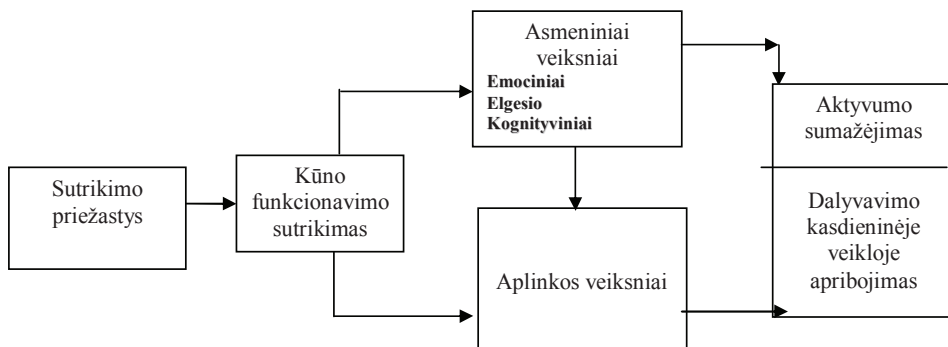 Sutrikimo
priežastys
Kūno
funkcionavimo
sutrikimas
Asmeniniai
veiksniai
Emociniai
Elgesio
Kognityviniai
Aplinkos veiksniai
Aktyvumo
sumažėjimas
Dalyvavimo
kasdieninėje
veikloje
apribojimas